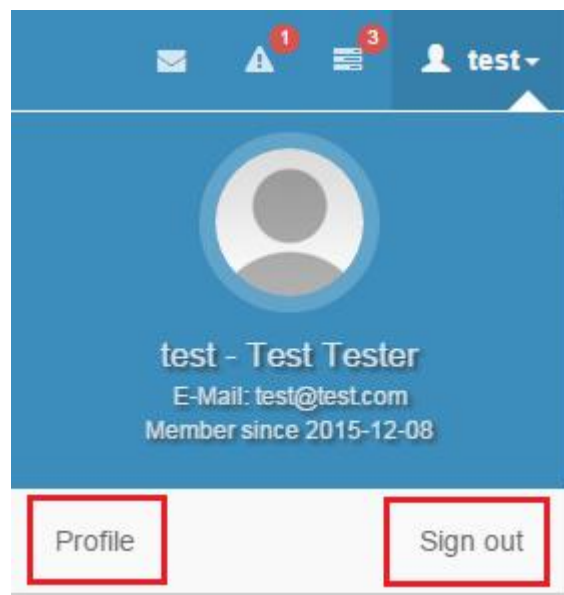 1
3
test
test - Test Tester
E-Mail: test@test.com
Member since 2015-12-08
Profile
Sign out